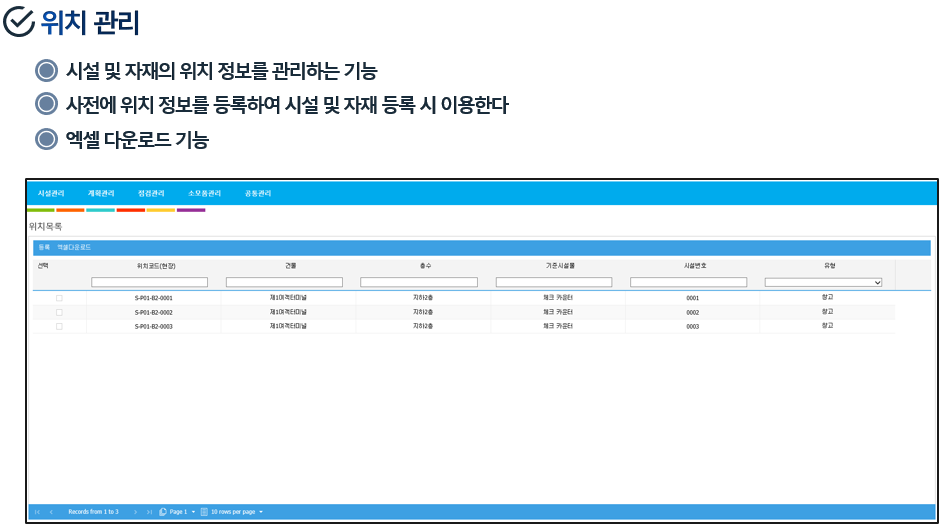 위치 관리
시설 및 자재의 위치 정보를 관리하는 기능
사전에 위치 정보를 등록하여 시설 및 자재 등록 시 이용한다
엑셀 다운로드 기능
시설관리 계획관리 점검관리 소모품관리 공통관리
위치목록
등록 엑셀다운로드
선택 위치코드(현장) 건물 층수 기준시설물 시설번호 유형
S-P01-B2-0001 제1여객터미널 지하2층 체크 카운터 0001 창고
S-P01-B2-0002 제1여객터미널 지하2층 체크 카운터 0002 창고
S-P01-B2-0003 제1여객터미널 지하2층 체크 카운터 0003 창고
Records from 1 to 3 Page 1 10 rows per page